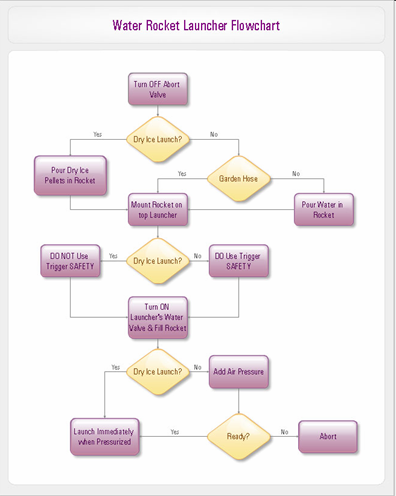 Water Rocket Launcher Flowchart
Turn OFF Abort
Valve
Yes
Dry Ice Launch?
No
Pour Dry Ice
Pellets in Rocket
Yes
Garden Hose
No
Mount Rocket on
top Launcher
Pour Water in
Rocket
DO NOT Use
Trigger SAFETY
Yes
Dry Ice Launch?
No
DO Use Trigger
SAFETY
Turn ON
Launcher's Water
Valve & Fill Rocket
Yes
Dry Ice Launch?
No
Add Air Pressure
Launch Immediately
when Pressurized
Yes
Ready?
No
Abort